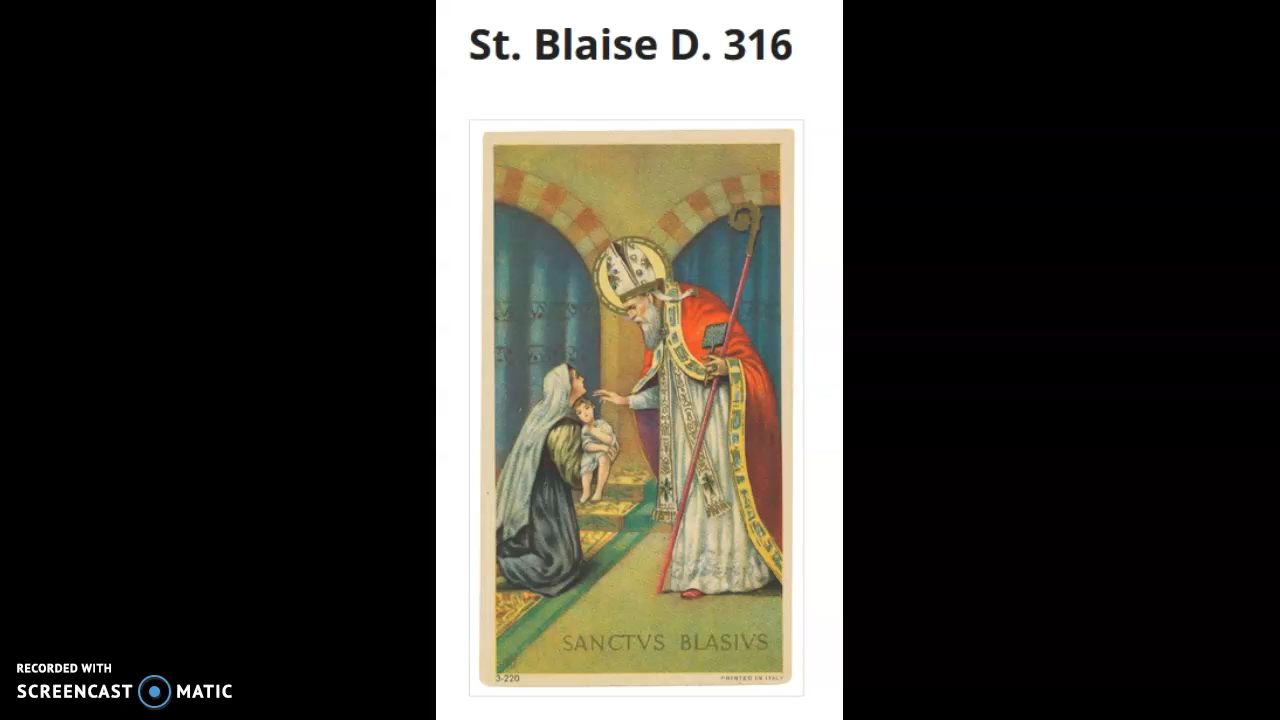 St. Blaise D. 316
SANCTVS BLASIVS
3-220
PRINTED IN ITALY
RECORDED WITH
SCREENCAST MATIC